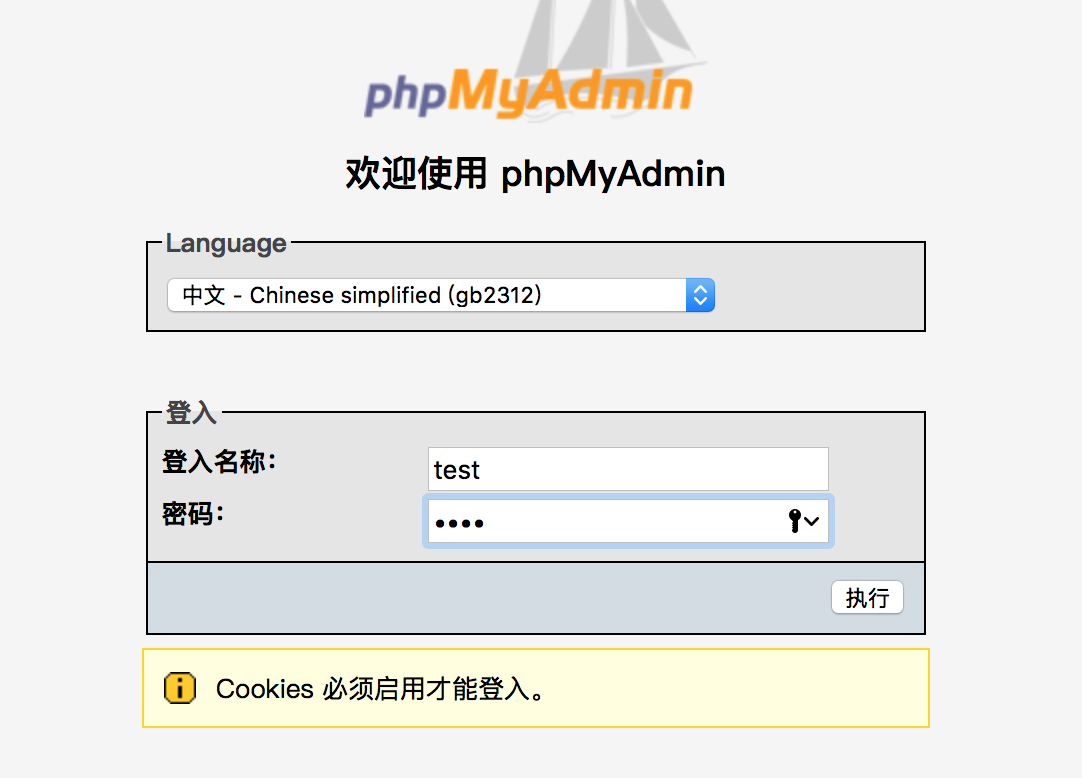 phpMyAdmin
欢迎使用 phpMyAdmin
Language
中文 - Chinese simplified (gb2312)
登入
登入名称：
test
密码：
••••
执行
Cookies 必须启用才能登入。